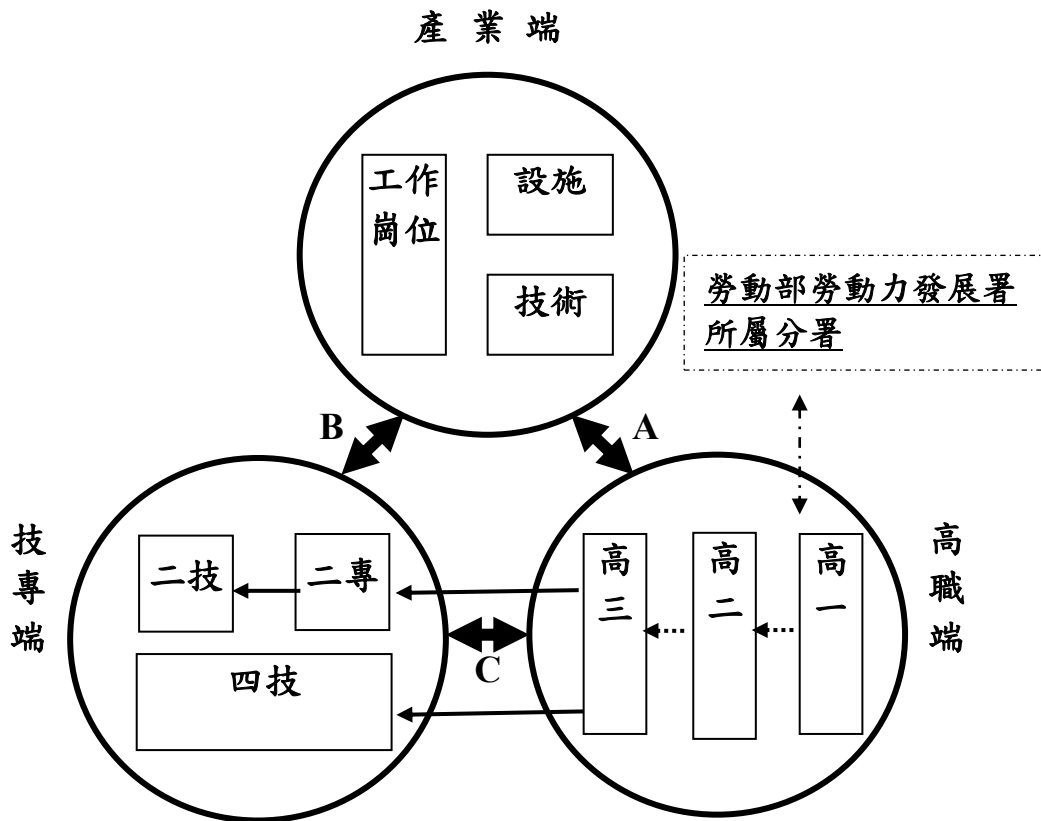 產業端
工作
崗位
設施
技術
勞動部勞動力發展署
所屬分署
B
A
技專端
二技
二專
四技
C
高三
高二
高一
高職端